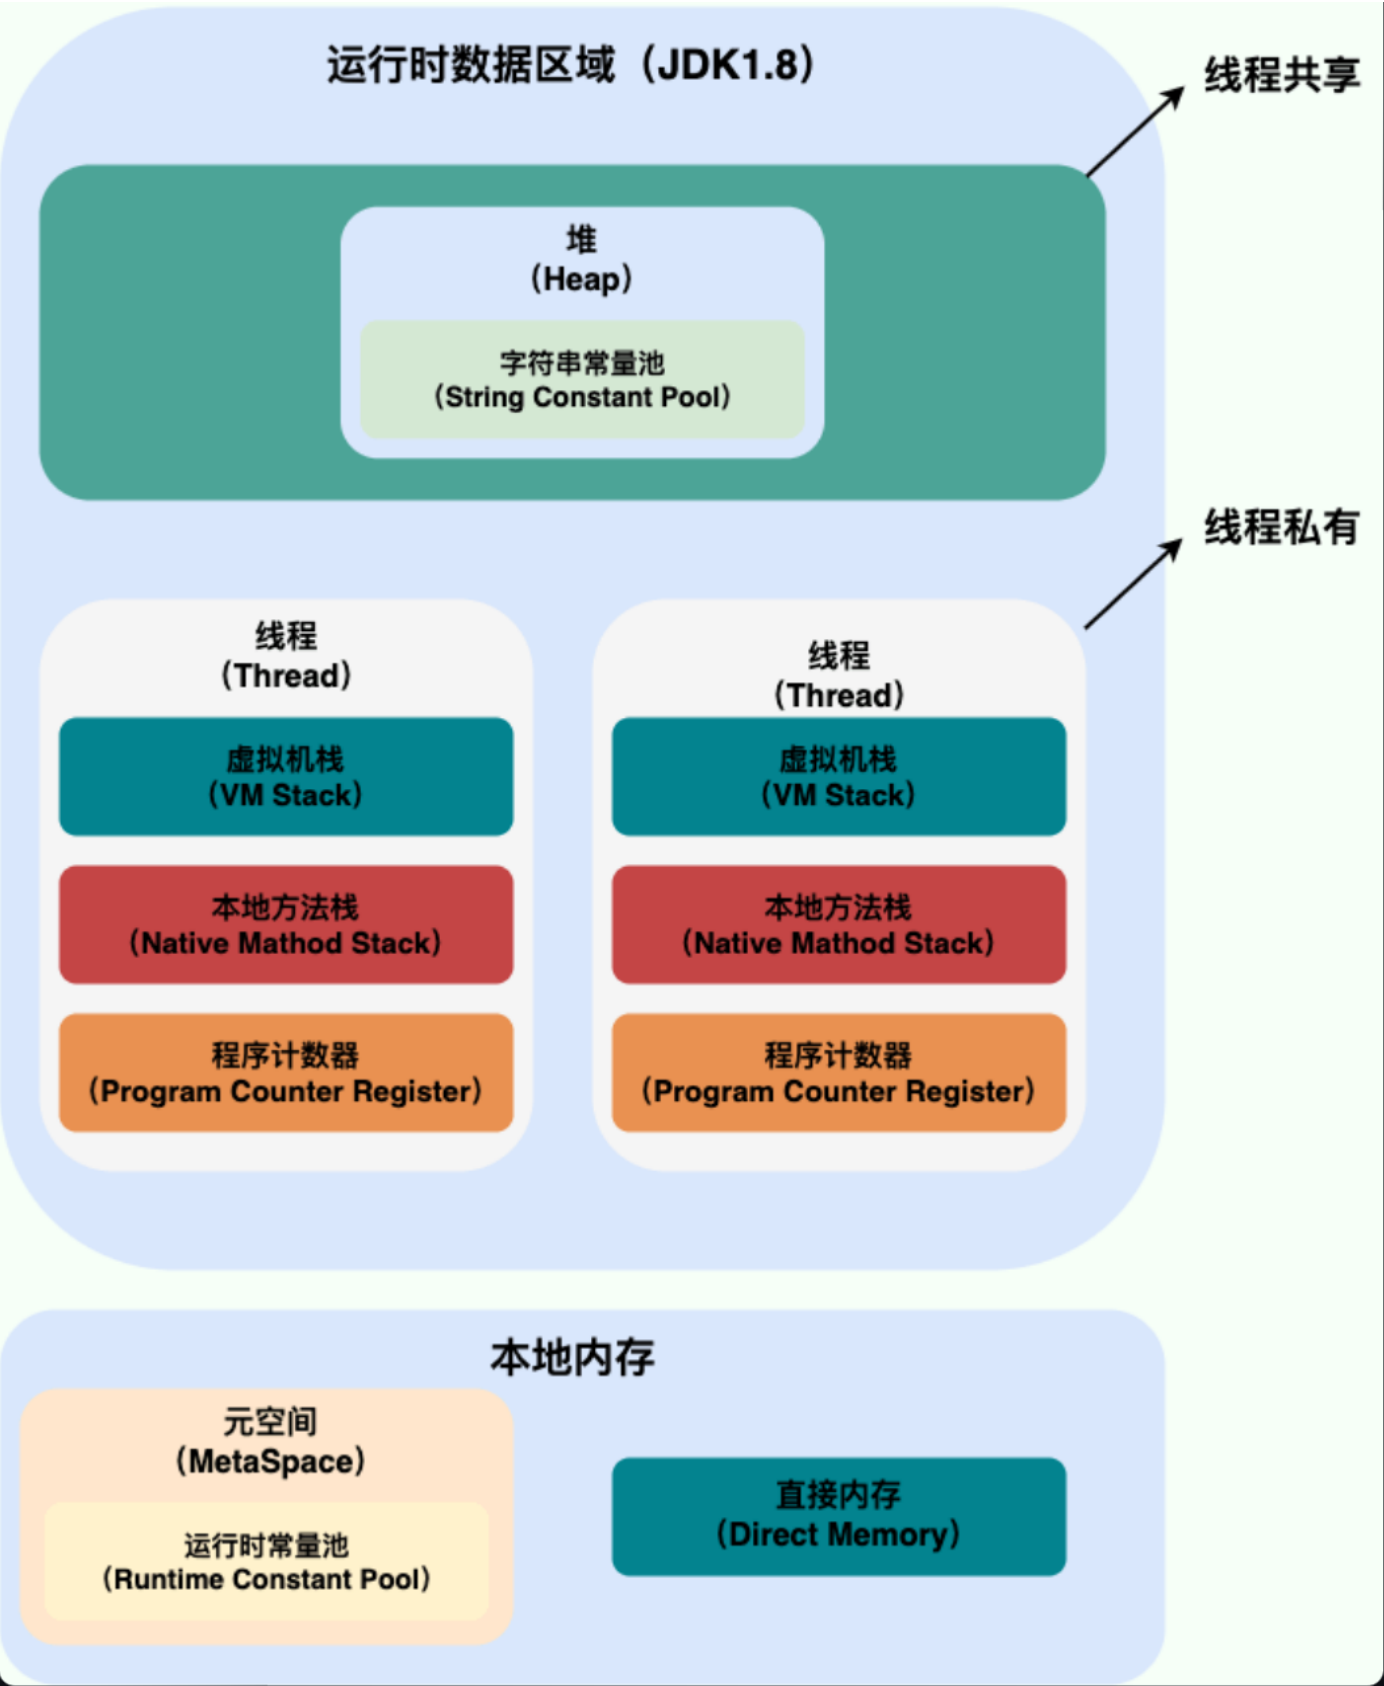 运行时数据区域（JDK1.8）
线程共享
堆
（Heap）
字符串常量池
（String Constant Pool）
线程私有
线程
（Thread）
虚拟机栈
（VM Stack）
本地方法栈
（Native Mathod Stack）
程序计数器
（Program Counter Register）
线程
（Thread）
虚拟机栈
（VM Stack）
本地方法栈
（Native Mathod Stack）
程序计数器
（Program Counter Register）
本地内存
元空间
（MetaSpace）
运行时常量池
（Runtime Constant Pool）
直接内存
（Direct Memory）